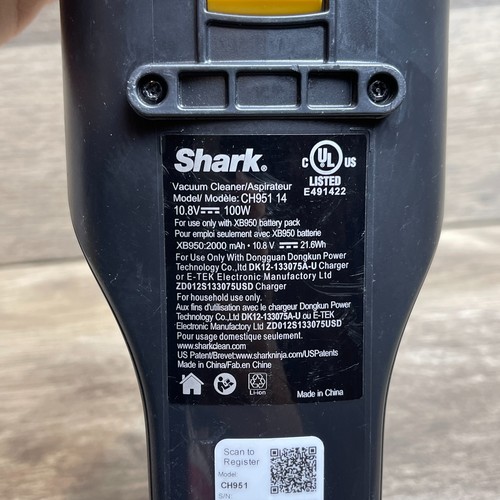 Shark®
C UL US
LISTED
E491422
Vacuum Cleaner/Aspirateur
Model/ Modèle: CH951 14
10.8V⎓ 100W
For use only with XB950 battery pack
Pour emploi seulement avec XB950 batterie
XB950:2000 mAh • 10.8 V ⎓ 21.6Wh
For Use Only With Dongguan Dongkun Power
Technology Co.,ltd DK12-133075A-U Charger
or E-TEK Electronic Manufactory Ltd
ZD012S133075USD Charger
For household use only.
Aux fins d'utilisation avec le chargeur Dongkun Power
Technology Co.,Ltd DK12-133075A-U ou E-TEK
Electronic Manufactory Ltd ZD012S133075USD
Pour usage domestique seulement.
www.sharkclean.com
US Patent/Brevet:www.sharkninja.com/USPatents
Made in China/Fab.en Chine
Li-ion
Made in China
Scan to
Register
Model:
CH951
S/N: